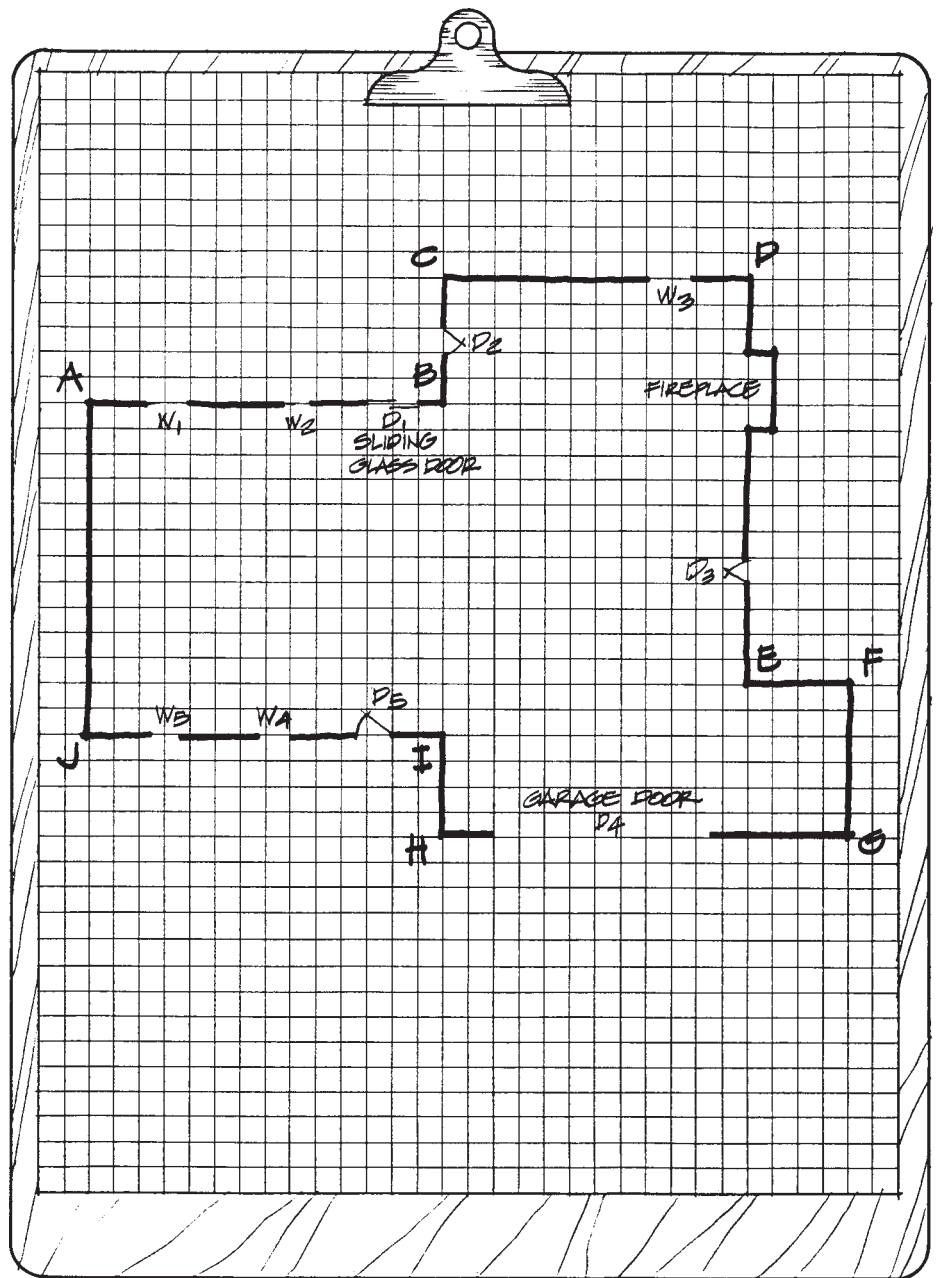 C
D
W3
D2
B
A
FIREPLACE
W1
W2
D1
SLIDING
GLASS DOOR
D3
E
F
D5
W5
W4
J
I
GARAGE DOOR
D4
H
G